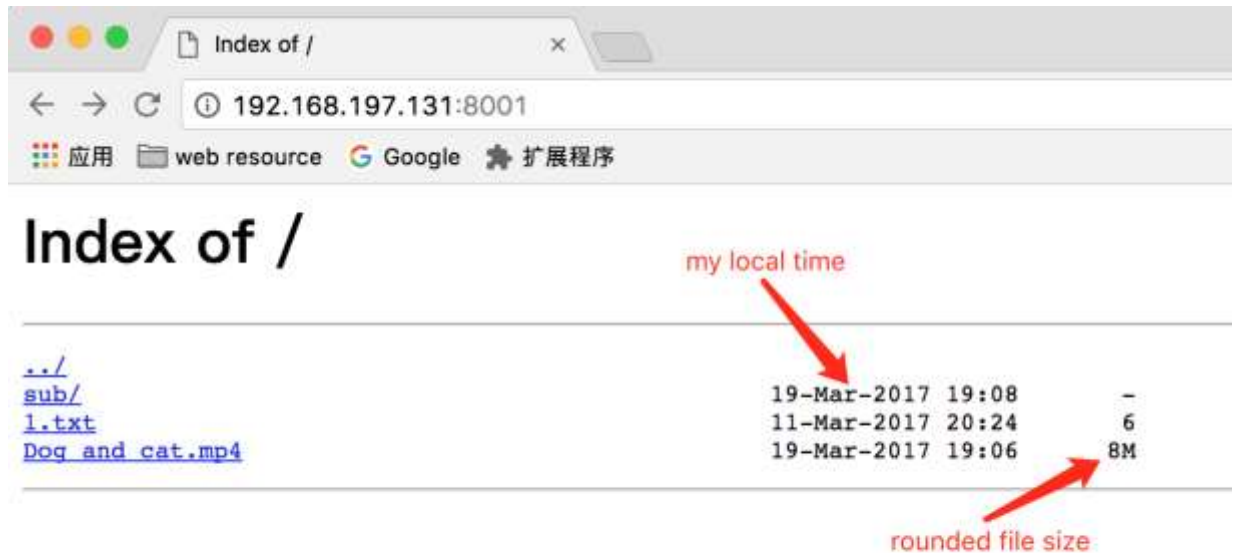 Index of /
192.168.197.131:8001
应用 web resource Google 扩展程序
Index of /
my local time
../
sub/ 19-Mar-2017 19:08 -
1.txt 11-Mar-2017 20:24 6
Dog and cat.mp4 19-Mar-2017 19:06 8M
rounded file size